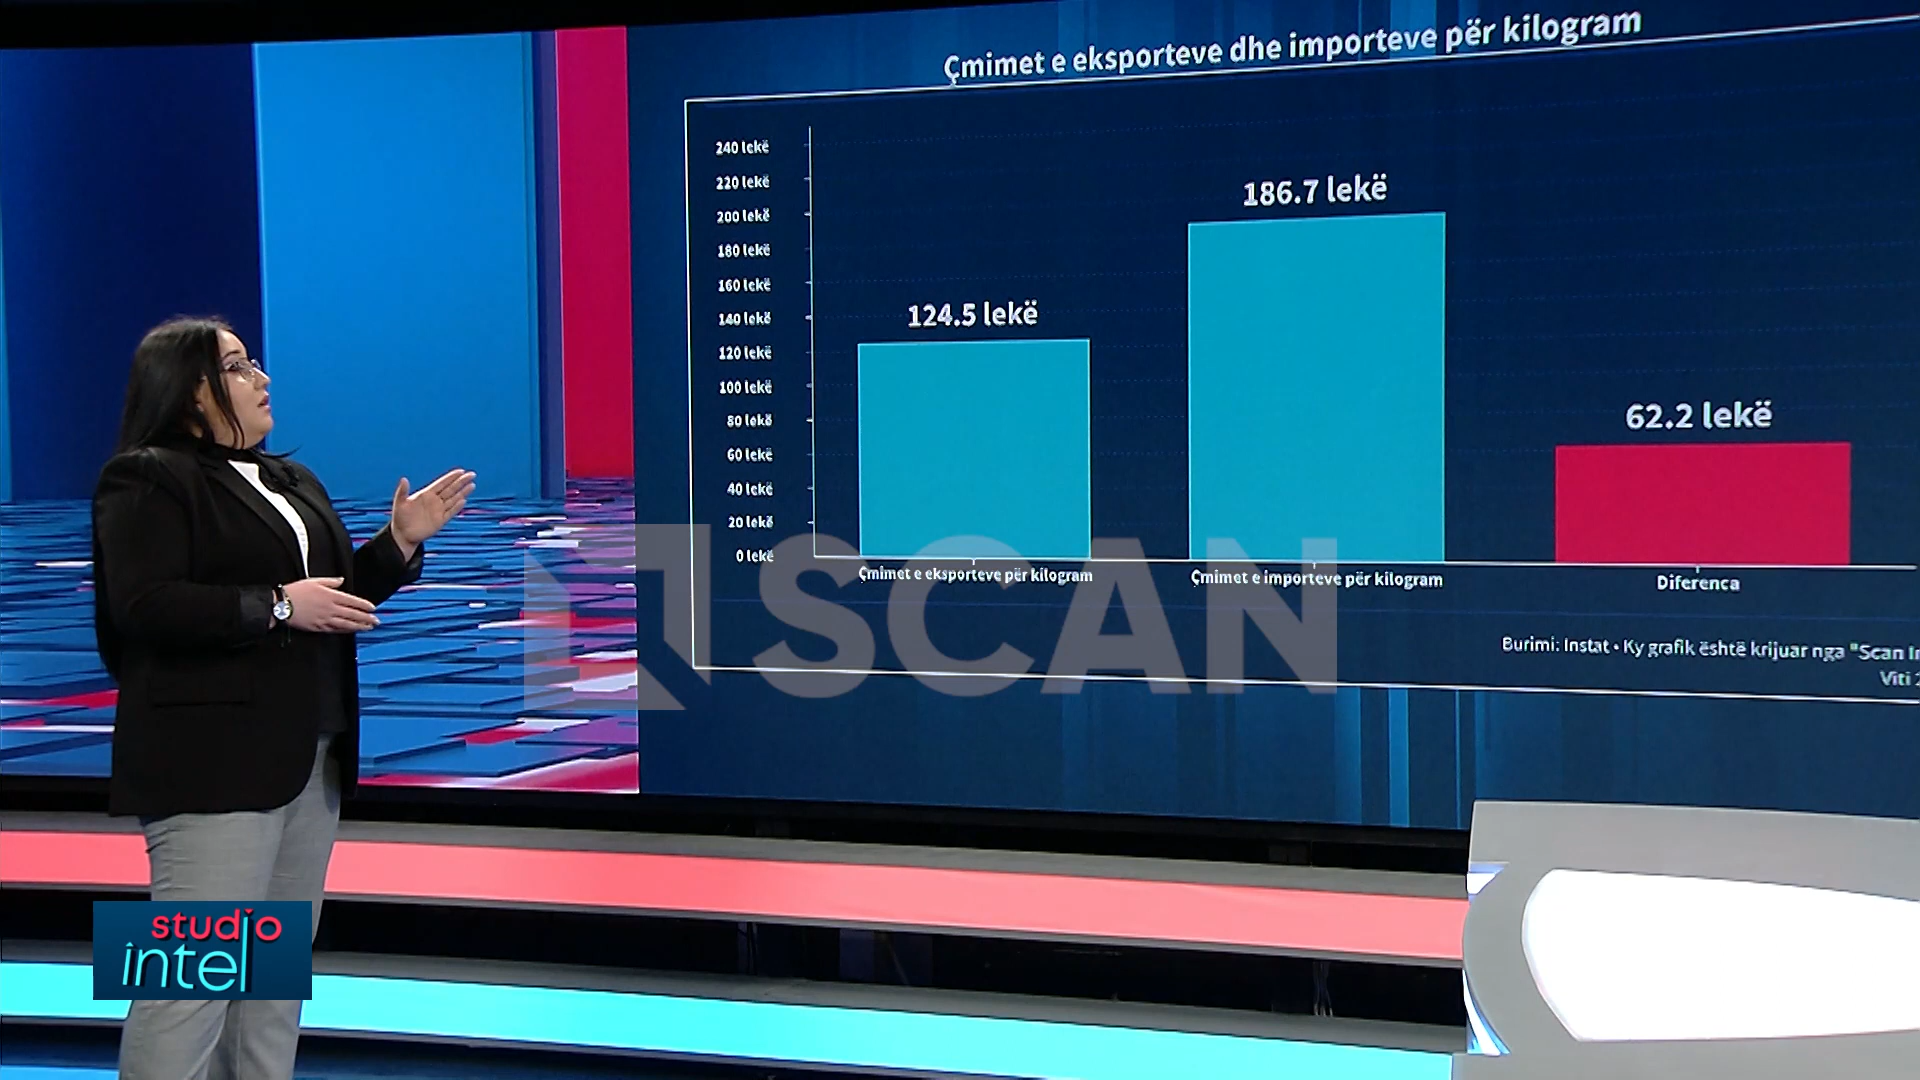 Çmimet e eksporteve dhe importeve për kilogram
240 lekë
220 lekë
200 lekë
180 lekë
160 lekë
140 lekë
120 lekë
100 lekë
80 lekë
60 lekë
40 lekë
20 lekë
0 lekë
124.5 lekë
186.7 lekë
62.2 lekë
Çmimet e eksporteve për kilogram
Çmimet e importeve për kilogram
Diferenca
Burimi: Instat • Ky grafik është krijuar nga "Scan
Viti
SCAN
studio
intel